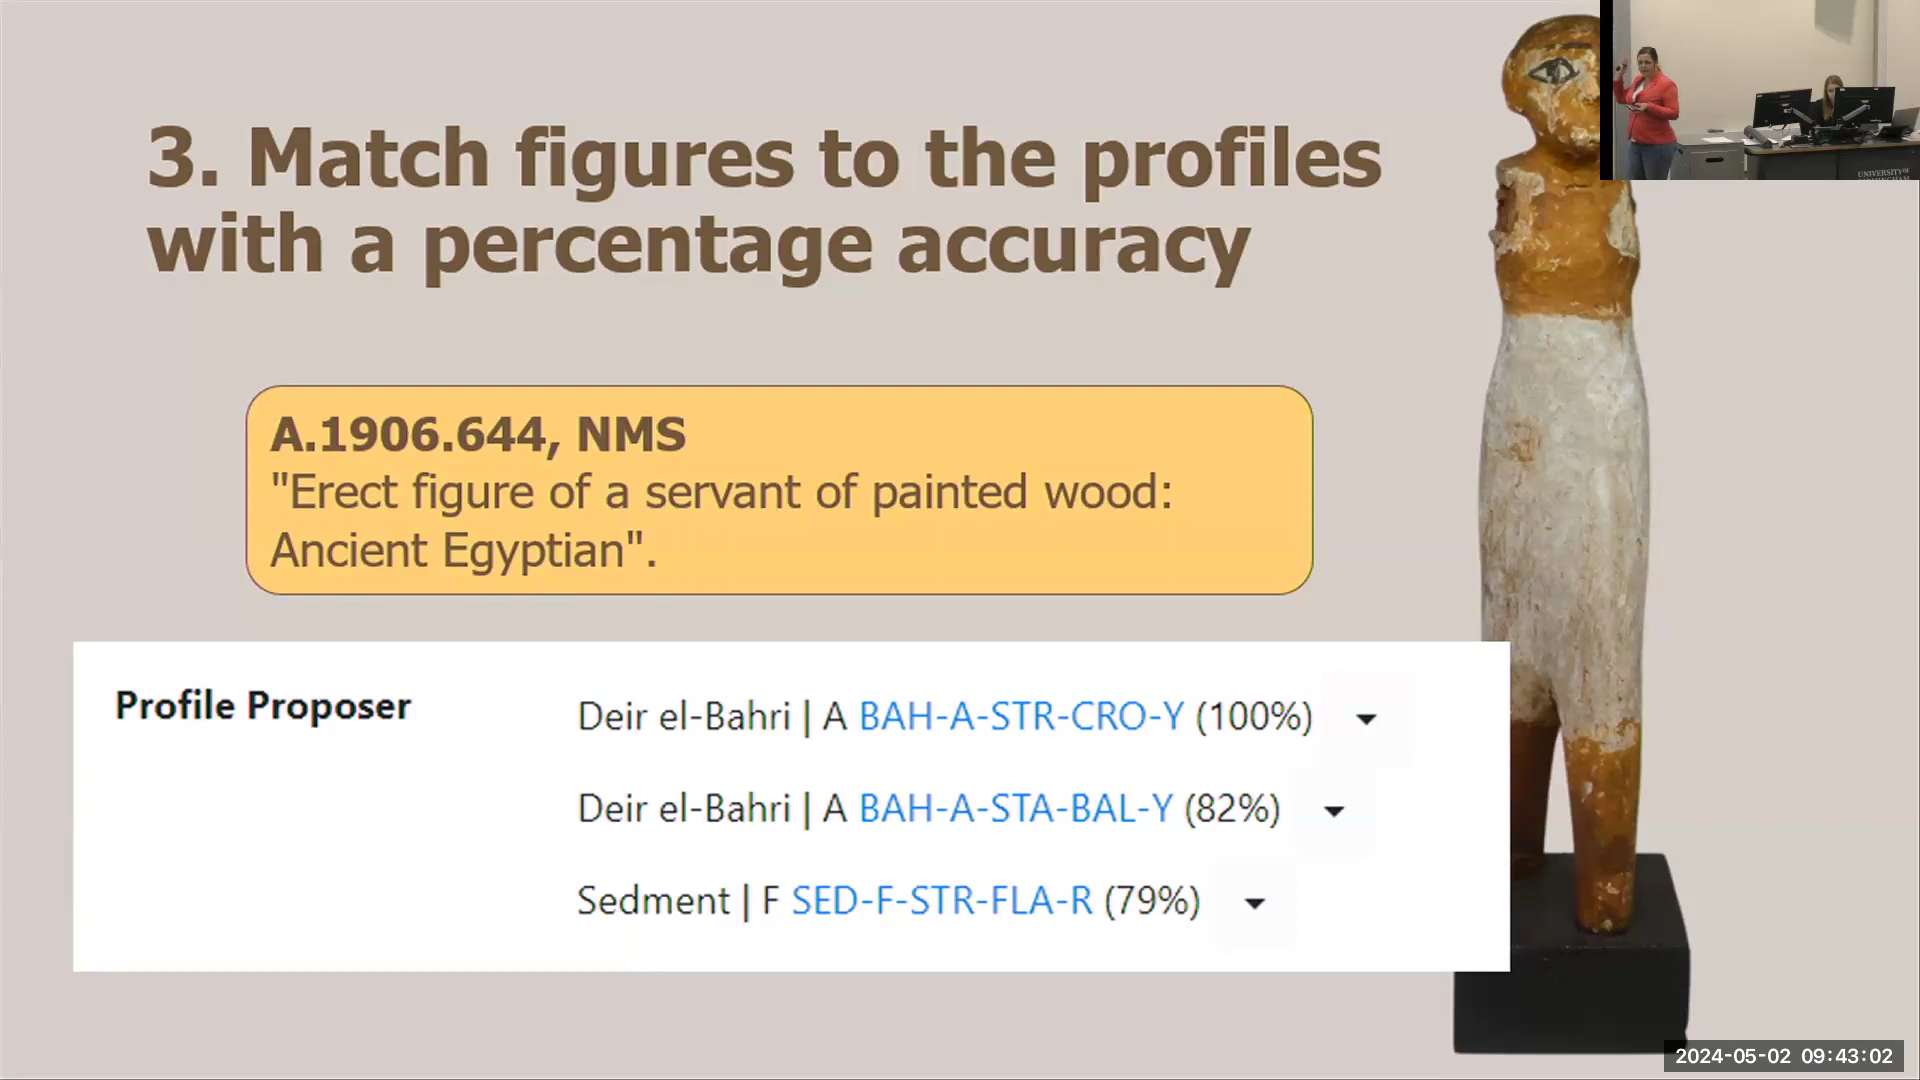 3. Match figures to the profiles
with a percentage accuracy
A.1906.644, NMS
"Erect figure of a servant of painted wood:
Ancient Egyptian".
Profile Proposer
Deir el-Bahri | A BAH-A-STR-CRO-Y (100%)
Deir el-Bahri | A BAH-A-STA-BAL-Y (82%)
Sedment | F SED-F-STR-FLA-R (79%)
UNIVERSITY OF
2024-05-02 09:43:02